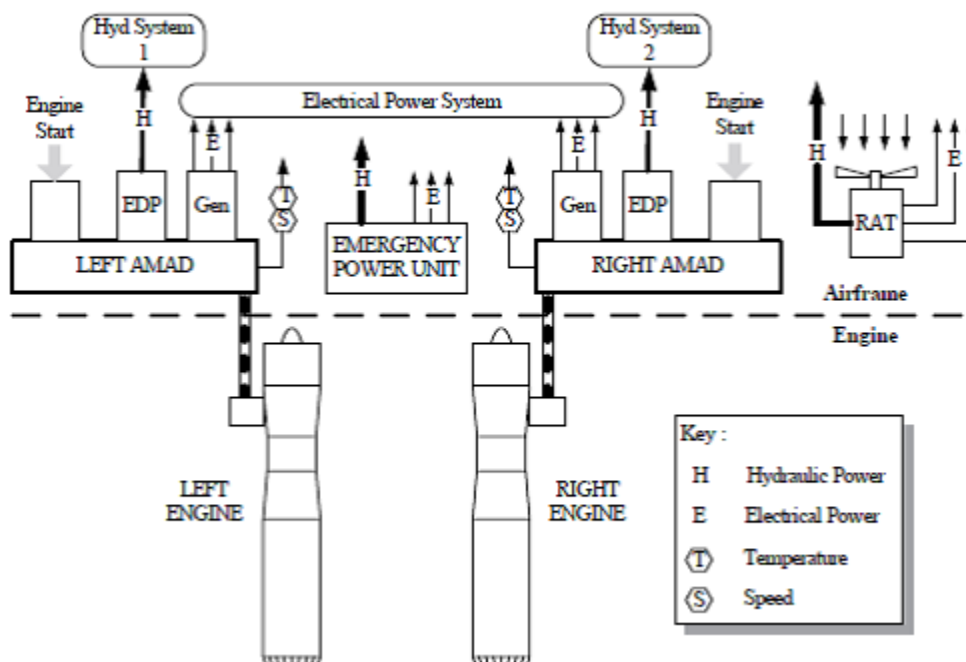 Hyd System
1
Hyd System
2
Engine
Start
Electrical Power System
Engine
Start
H
E
H
E
H
E
T
S
T
S
H
E
EDP
Gen
Gen
EDP
RAT
LEFT AMAD
EMERGENCY
POWER UNIT
RIGHT AMAD
Airframe
Engine
LEFT
ENGINE
RIGHT
ENGINE
Key :
H Hydraulic Power
E Electrical Power
T Temperature
S Speed